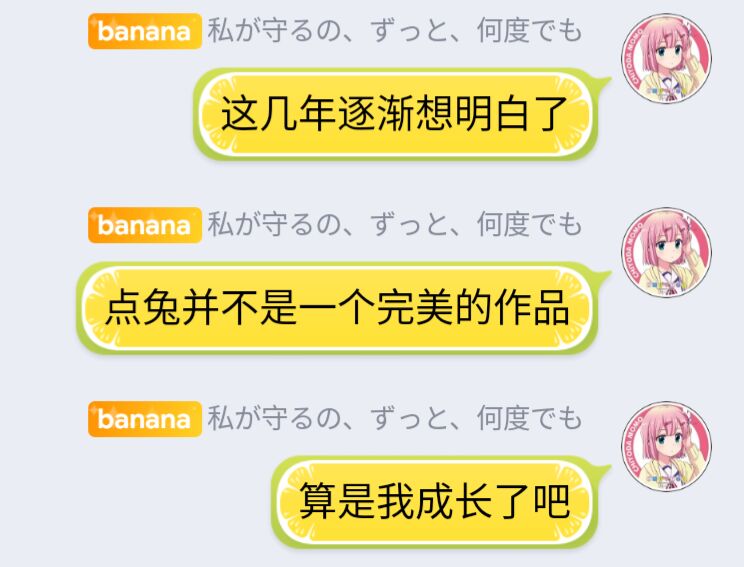 banana 私が守るの、ずっと、何度でも
这几年逐渐想明白了
banana 私が守るの、ずっと、何度でも
点兔并不是一个完美的作品
banana 私が守るの、ずっと、何度でも
算是我成长了吧
CHIYODA MOMO